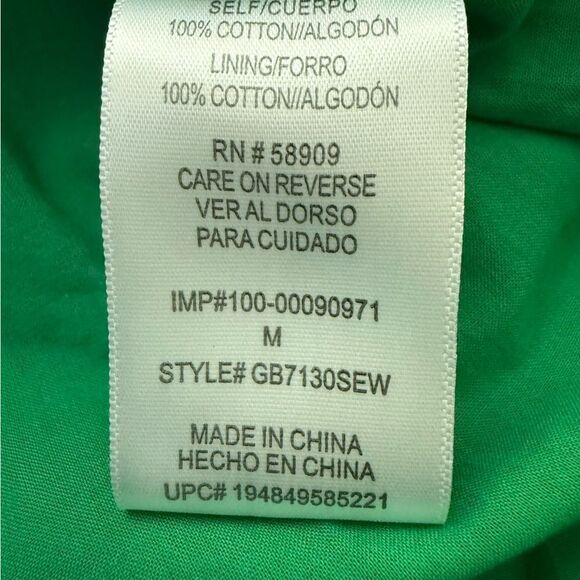 SELF/CUERPO
100% COTTON//ALGODÓN
LINING/FORRO
100% COTTON//ALGODÓN
RN # 58909
CARE ON REVERSE
VER AL DORSO
PARA CUIDADO
IMP#100-00090971
M
STYLE# GB7130SEW
MADE IN CHINA
HECHO EN CHINA
UPC# 194849585221